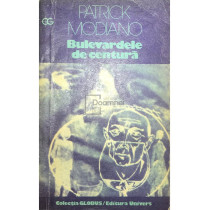 PATRICK
MODIANO
GG
Bulevardele
de centură
Colecția GLOBUS/Editura Univers